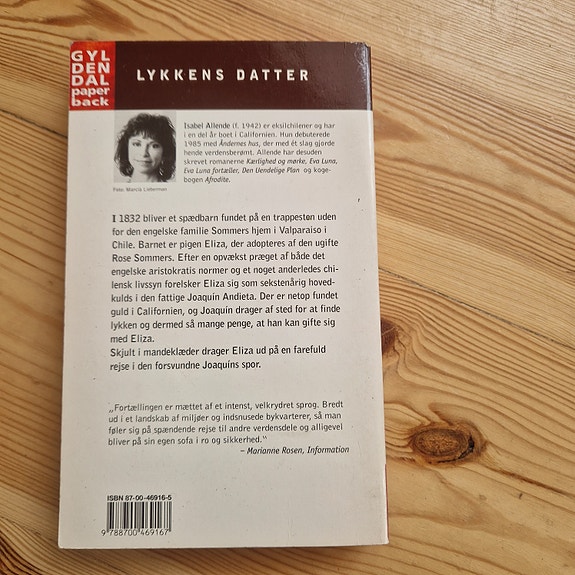 GYL
DEN
DAL
paper
back
LYKKENS DATTER
Isabel Allende (f. 1942) er eksilchilener og har
i en del år boet i Californien. Hun debuterede
1985 med Åndernes hus, der med ét slag gjorde
hende verdensberømt. Allende har desuden
skrevet romanerne Kærlighed og mørke, Eva Luna,
Eva Luna fortæller, Den Uendelige Plan og koge-
bogen Afrodite.
Foto: Marcia Lieberman
I 1832 bliver et spædbarn fundet på en trappesten uden
for den engelske familie Sommers hjem i Valparaiso i
Chile. Barnet er pigen Eliza, der adopteres af den ugifte
Rose Sommers. Efter en opvækst præget af både det
engelske aristokratis normer og et noget anderledes chi-
lensk livssyn forelsker Eliza sig som sekstenårig hoved-
kulds i den fattige Joaquín Andieta. Der er netop fundet
guld i Californien, og Joaquín drager af sted for at finde
lykken og dermed så mange penge, at han kan gifte sig
med Eliza.
Skjult i mandeklæder drager Eliza ud på en farefuld
rejse i den forsvundne Joaquíns spor.
„Fortællingen er mættet af et intenst, velkrydret sprog. Bredt
ud i et landskab af miljøer og indsnusede bykvarterer, så man
føler sig på spændende rejse til andre verdensdele og alligevel
bliver på sin egen sofa i ro og sikkerhed.“
– Marianne Rosen, Information
ISBN 87-00-46916-5
9 788700 469167